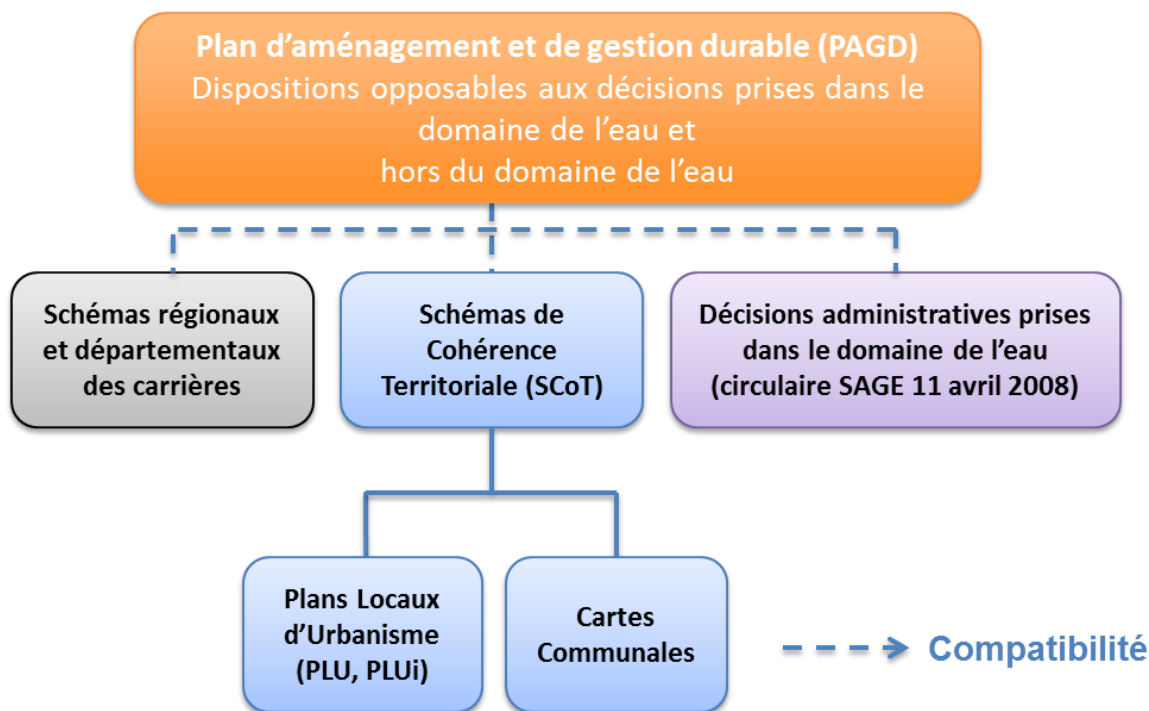 Plan d’aménagement et de gestion durable (PAGD)
Dispositions opposables aux décisions prises dans le
domaine de l’eau et
hors du domaine de l’eau
Schémas régionaux
et départementaux
des carrières
Schémas de
Cohérence
Territoriale (SCoT)
Décisions administratives prises
dans le domaine de l’eau
(circulaire SAGE 11 avril 2008)
Plans Locaux
d’Urbanisme
(PLU, PLUi)
Cartes
Communales
Compatibilité